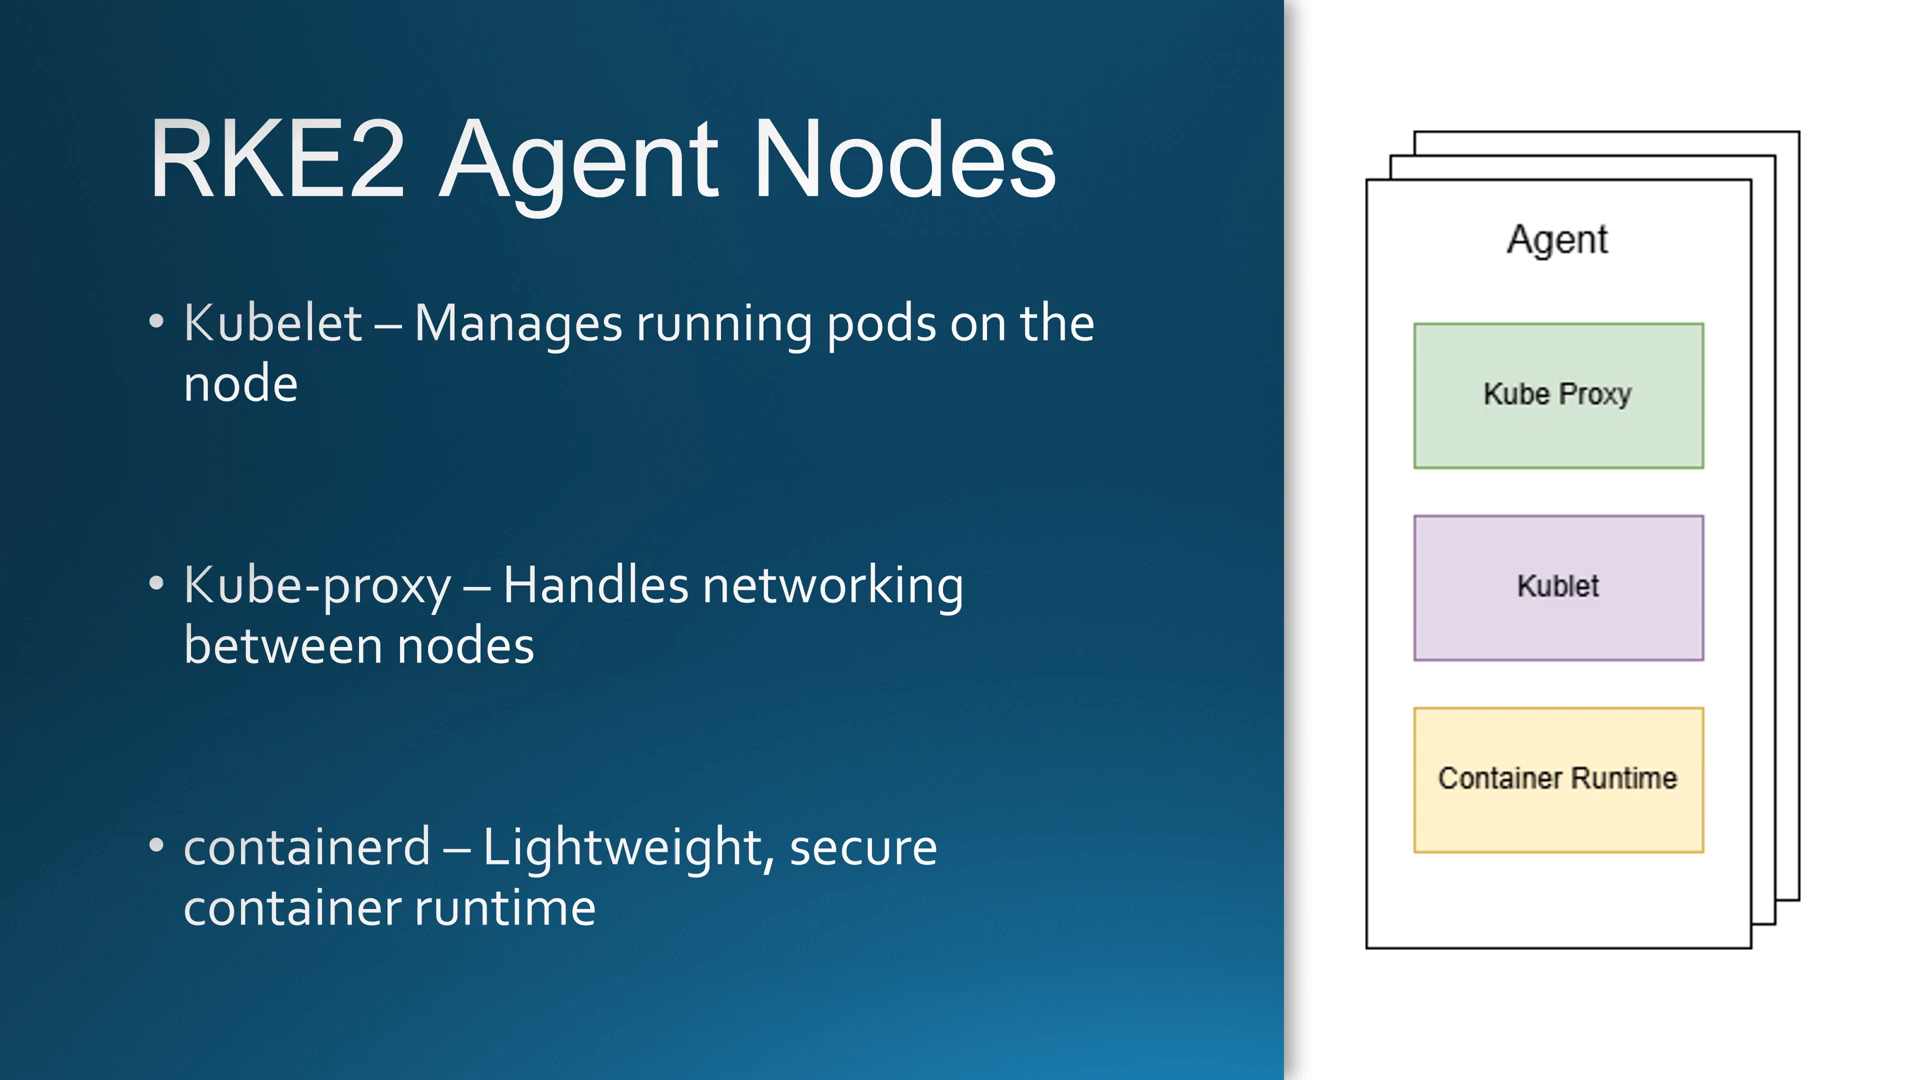 RKE2 Agent Nodes
• Kubelet – Manages running pods on the
node
• Kube-proxy – Handles networking
between nodes
• containerd – Lightweight, secure
container runtime
Agent
Kube Proxy
Kublet
Container Runtime